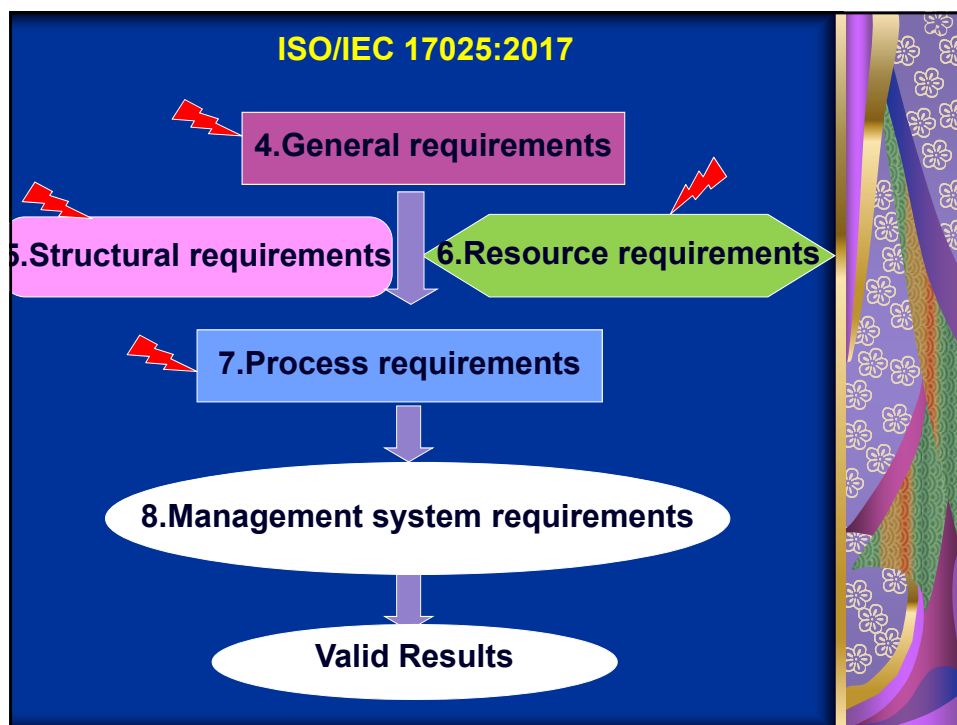 ISO/IEC 17025:2017
4.General requirements
5.Structural requirements
6.Resource requirements
7.Process requirements
8.Management system requirements
Valid Results